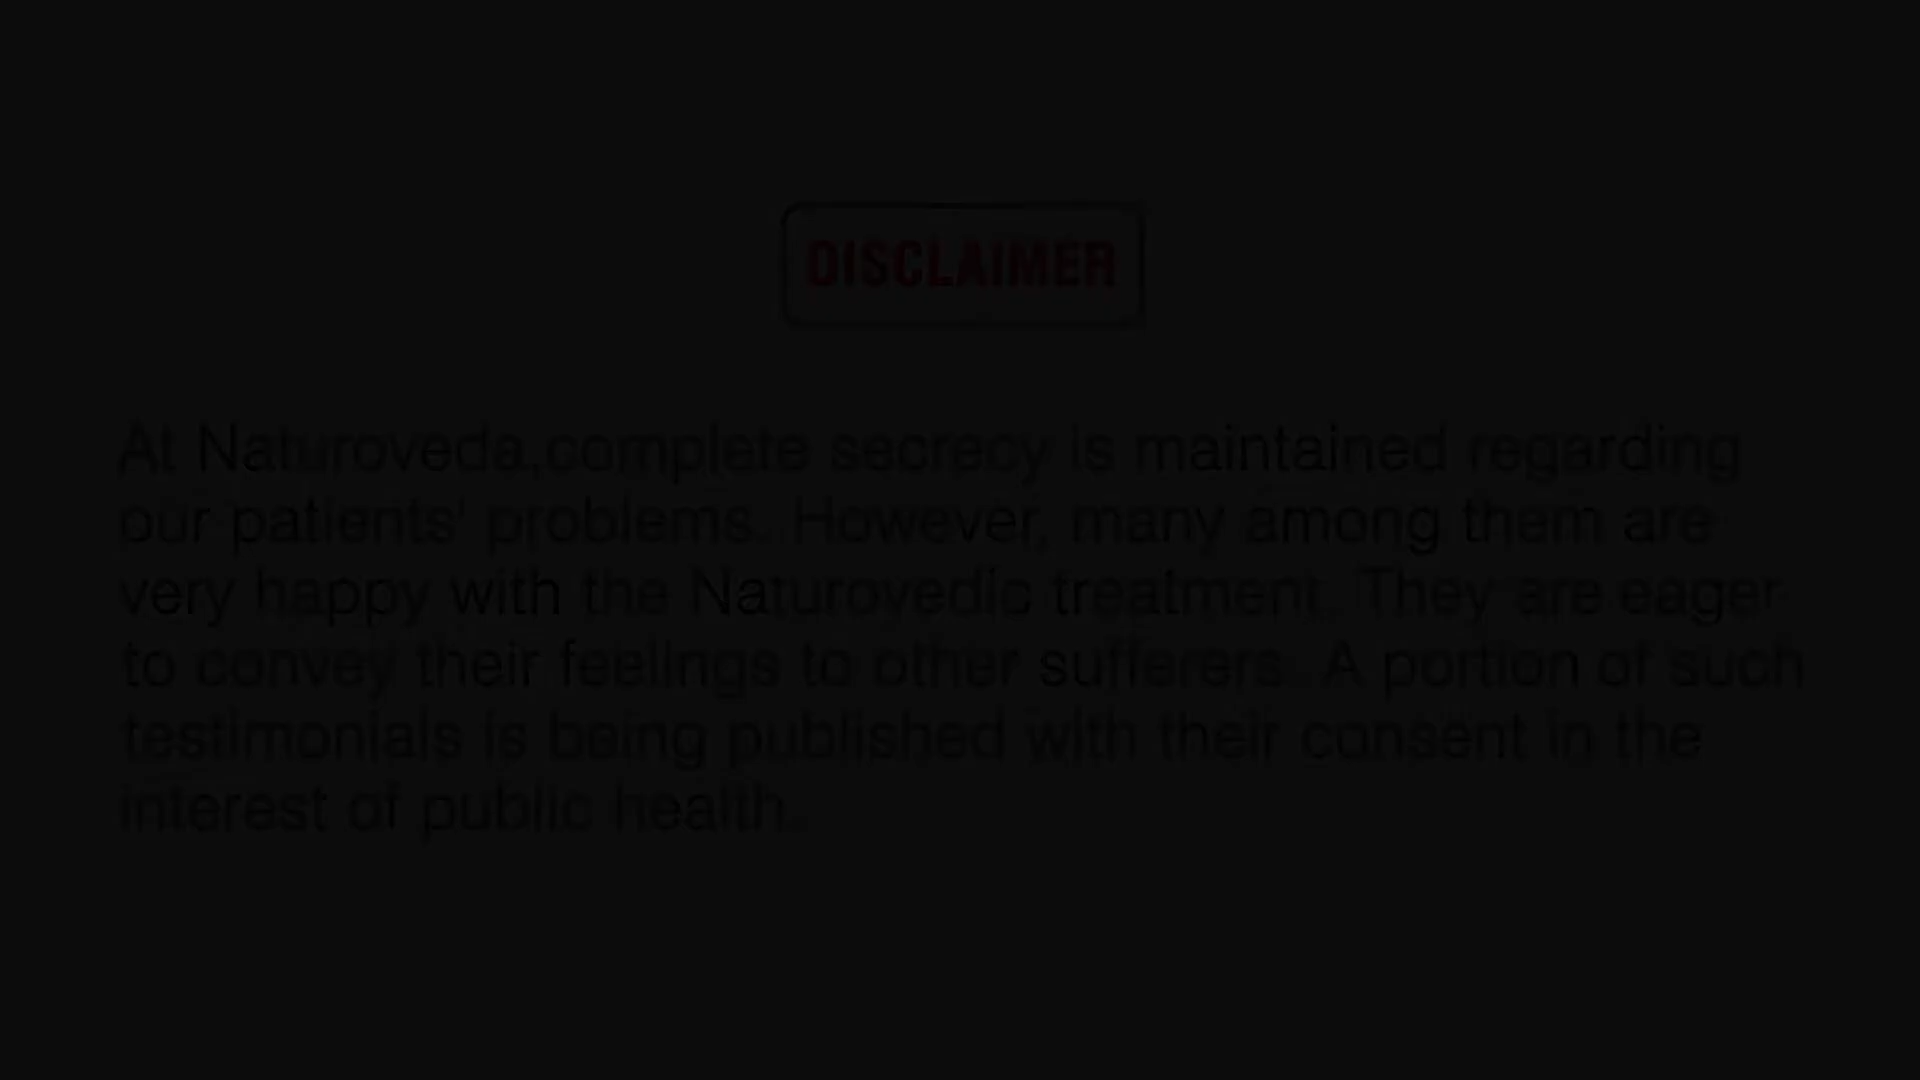 DISCLAIMER
At Naturoveda,complete secrecy is maintained regarding
our patients' problems. However, many among them are
very happy with the Naturovedic treatment. They are eager
to convey their feelings to other sufferers. A portion of such
testimonials is being published with their consent in the
interest of public health.